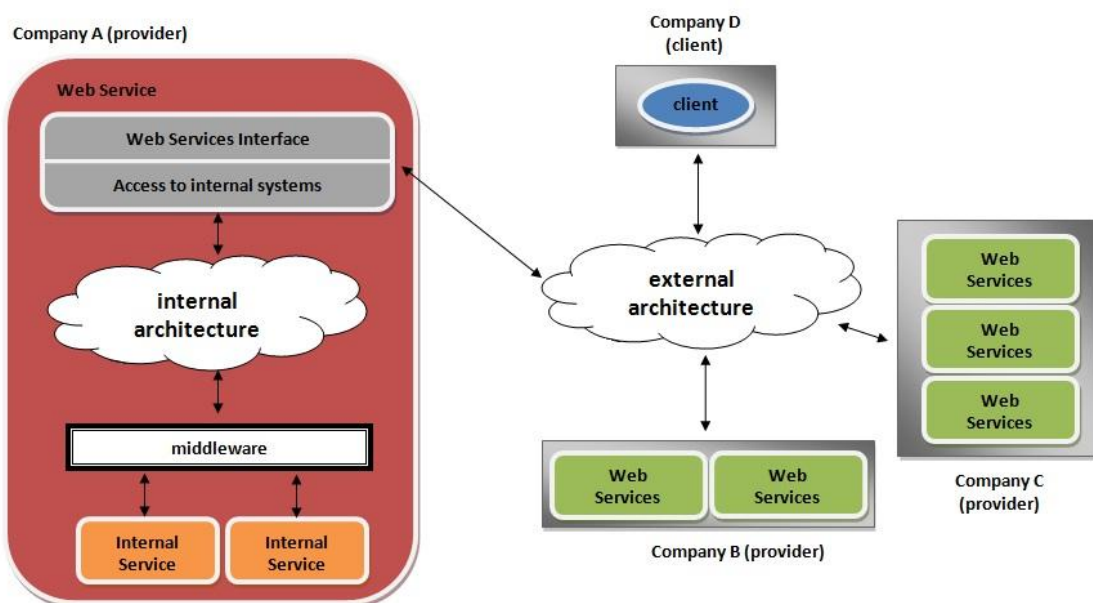 Company A (provider)
Web Service
Web Services Interface
Access to internal systems
internal
architecture
middleware
Internal
Service
Internal
Service
Company D
(client)
client
external
architecture
Web
Services
Web
Services
Web
Services
Company C
(provider)
Web
Services
Web
Services
Company B (provider)